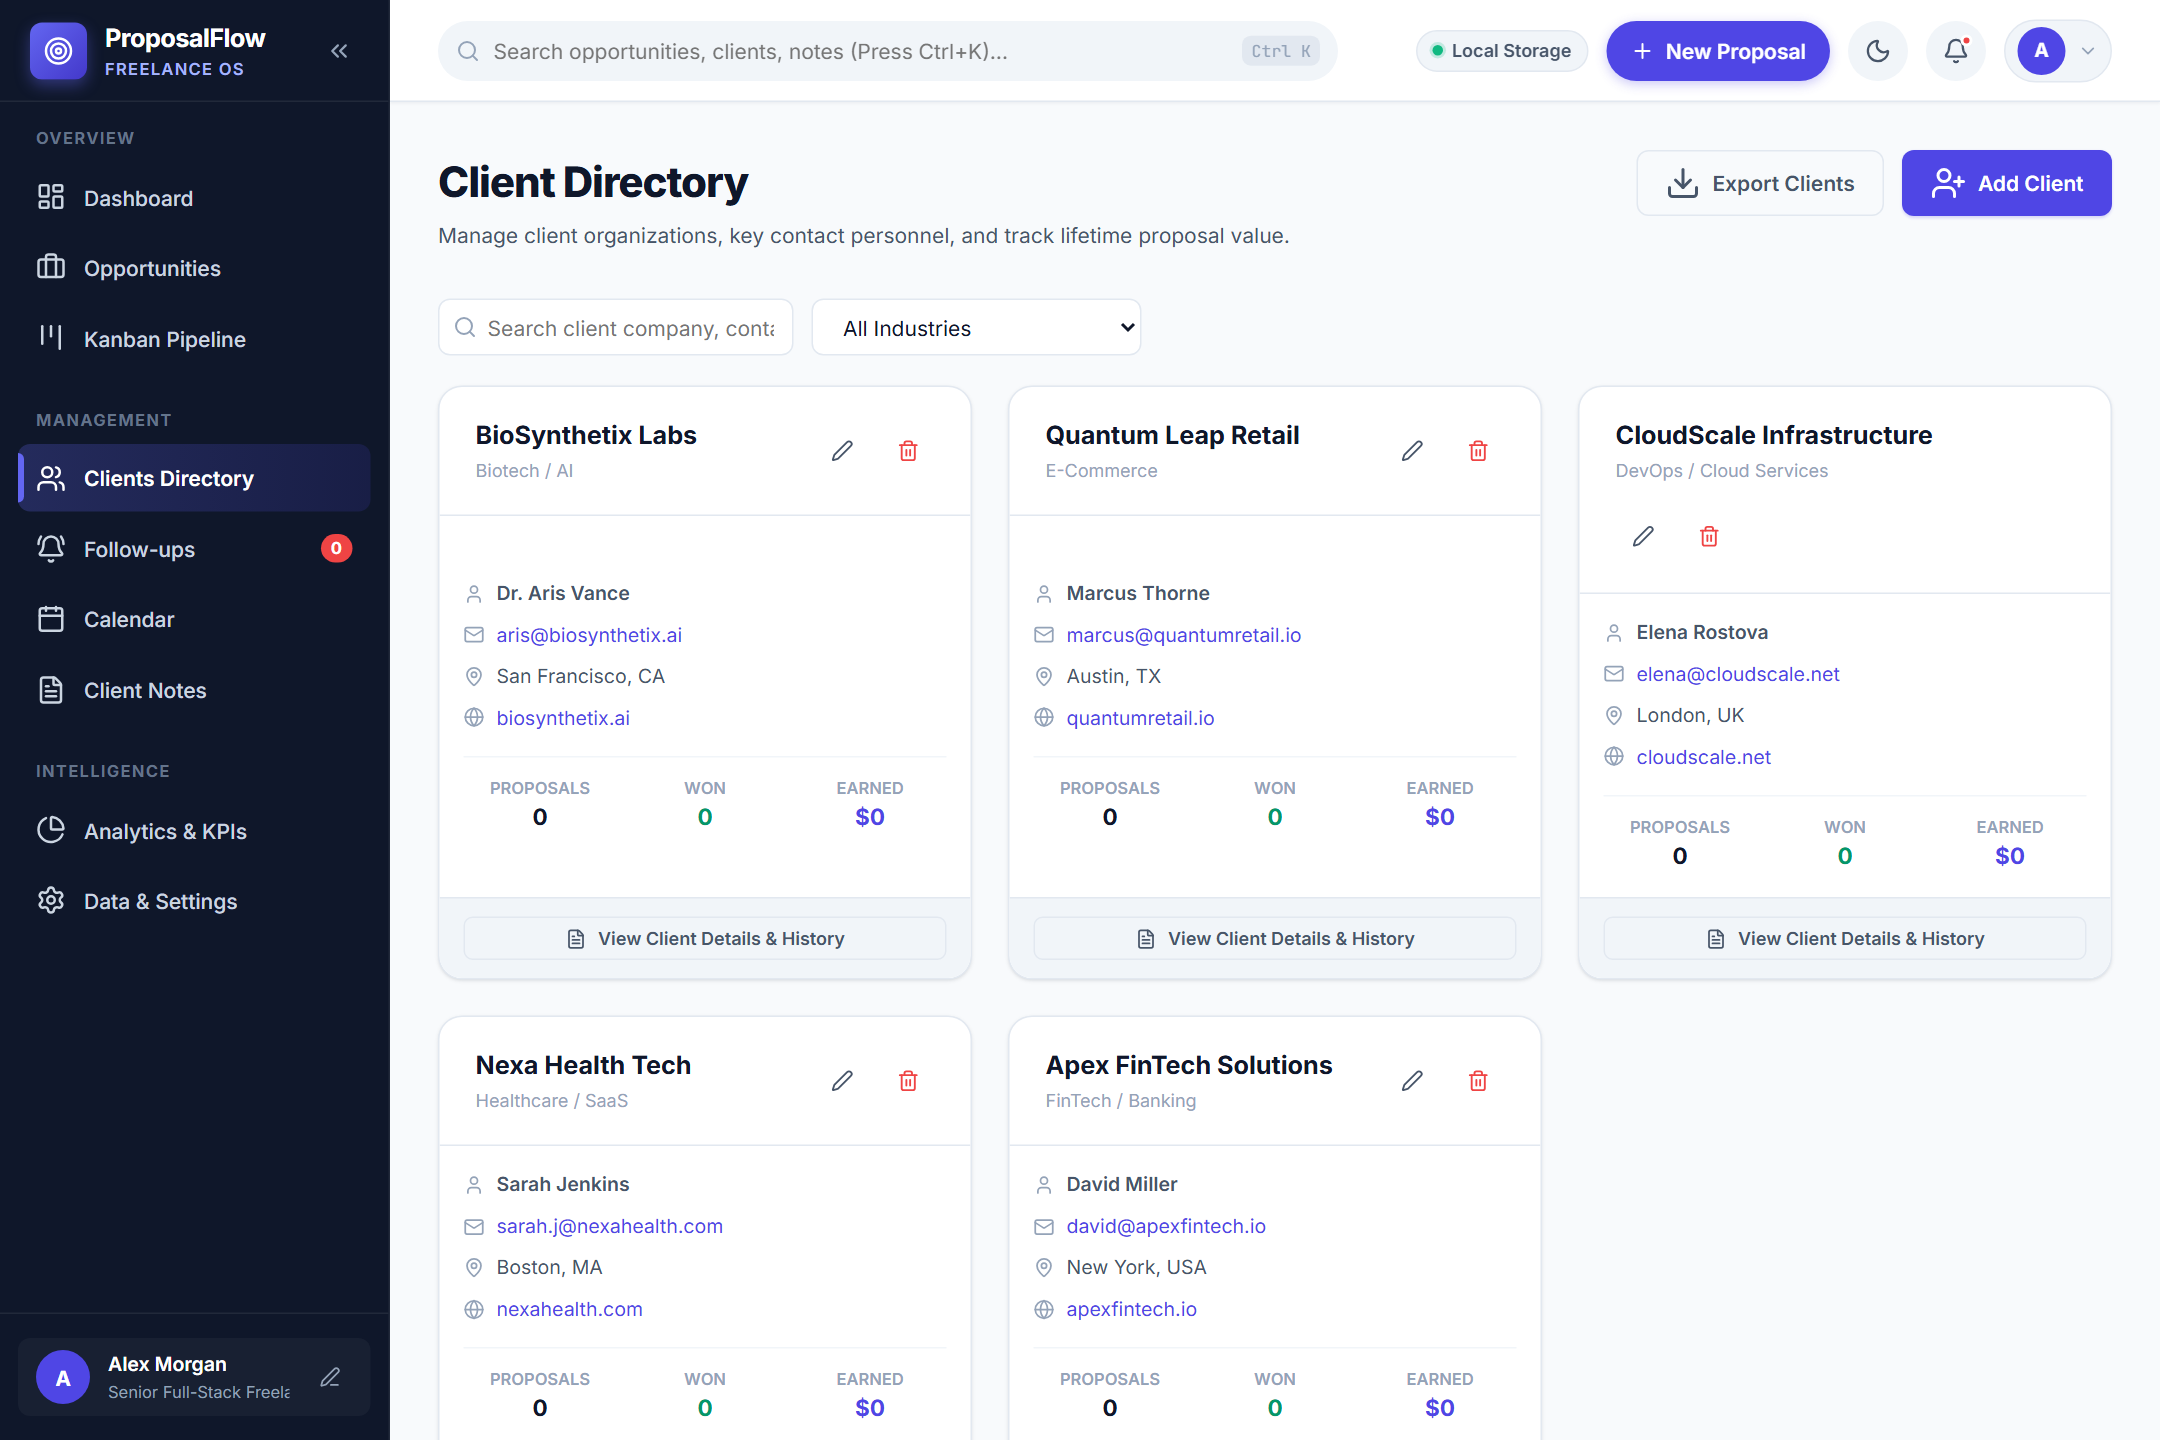 ProposalFlow
FREELANCE OS
OVERVIEW
Dashboard
Opportunities
Kanban Pipeline
MANAGEMENT
Clients Directory
Follow-ups
0
Calendar
Client Notes
INTELLIGENCE
Analytics & KPIs
Data & Settings
A
Alex Morgan
Senior Full-Stack Freela
Search opportunities, clients, notes (Press Ctrl+K)...
Ctrl K
Local Storage
New Proposal
A
Client Directory
Manage client organizations, key contact personnel, and track lifetime proposal value.
Export Clients
Add Client
Search client company, conta
All Industries
BioSynthetix Labs
Biotech / AI
Dr. Aris Vance
aris@biosynthetix.ai
San Francisco, CA
biosynthetix.ai
PROPOSALS WON EARNED
0 0 $0
View Client Details & History
Quantum Leap Retail
E-Commerce
Marcus Thorne
marcus@quantumretail.io
Austin, TX
quantumretail.io
PROPOSALS WON EARNED
0 0 $0
View Client Details & History
CloudScale Infrastructure
DevOps / Cloud Services
Elena Rostova
elena@cloudscale.net
London, UK
cloudscale.net
PROPOSALS WON EARNED
0 0 $0
View Client Details & History
Nexa Health Tech
Healthcare / SaaS
Sarah Jenkins
sarah.j@nexahealth.com
Boston, MA
nexahealth.com
PROPOSALS WON EARNED
0 0 $0
Apex FinTech Solutions
FinTech / Banking
David Miller
david@apexfintech.io
New York, USA
apexfintech.io
PROPOSALS WON EARNED
0 0 $0